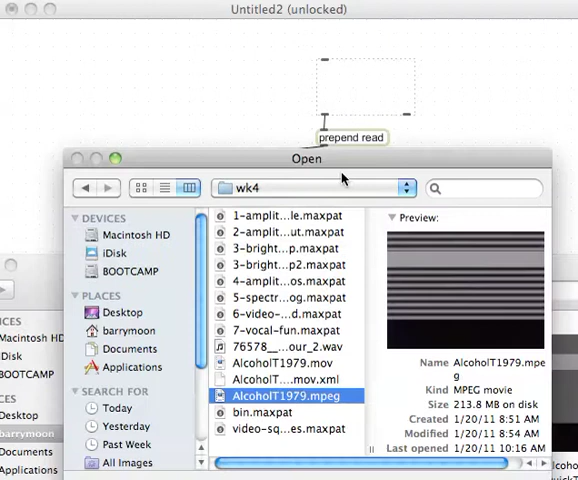 Untitled2 (unlocked)
prepend read
Open
wk4
DEVICES
Macintosh HD
iDisk
BOOTCAMP
PLACES
Desktop
barrymoon
Documents
Applications
SEARCH FOR
Today
Yesterday
Past Week
All Images
1-amplit...le.maxpat
2-amplit...ut.maxpat
3-bright...p.maxpat
3-bright...p2.maxpat
4-amplit...os.maxpat
5-spectr...og.maxpat
6-video-...d.maxpat
7-vocal-fun.maxpat
76578__...our_2.wav
AlcoholT1979.mov
AlcoholT....mov.xml
AlcoholT1979.mpeg
bin.maxpat
video-sq...es.maxpat
Preview:
Name AlcoholT1979.mpe
g
Kind MPEG movie
Size 213.8 MB on disk
Created 1/20/11 8:51 AM
Modified 1/20/11 8:54 AM
Last opened 1/20/11 10:16 AM
ICES
Macintosh HD
Disk
BOOTCAMP
CES
Desktop
barrymoon
Documents
Applications